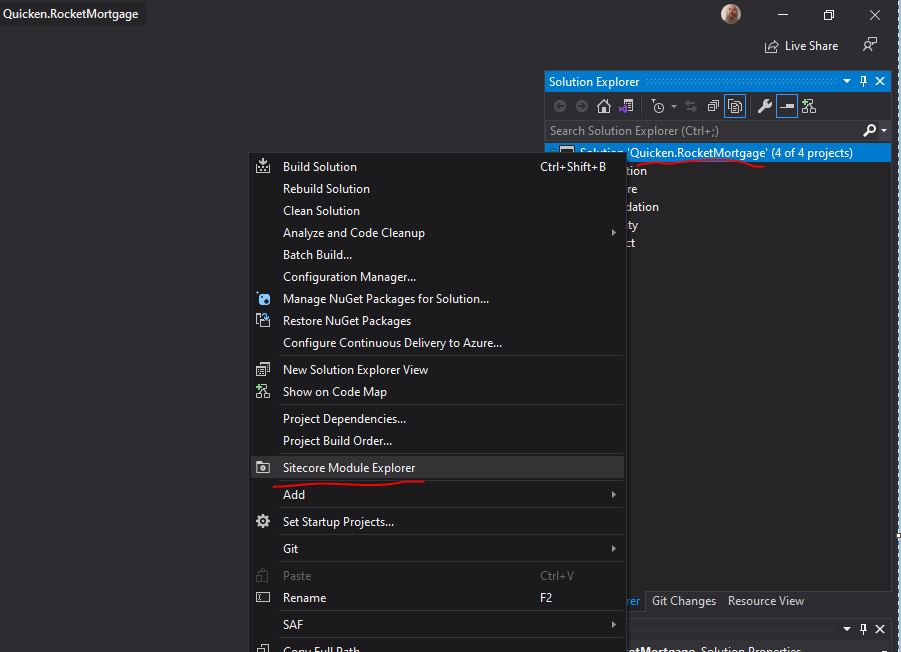 Quicken.RocketMortgage
Live Share
Solution Explorer
Search Solution Explorer (Ctrl+;)
Solution 'Quicken.RocketMortgage' (4 of 4 projects)
Build Solution Ctrl+Shift+B
Rebuild Solution
Clean Solution
Analyze and Code Cleanup
Batch Build...
Configuration Manager...
Manage NuGet Packages for Solution...
Restore NuGet Packages
Configure Continuous Delivery to Azure...
New Solution Explorer View
Show on Code Map
Project Dependencies...
Project Build Order...
Sitecore Module Explorer
Add
Set Startup Projects...
Git
Paste Ctrl+V
Rename F2
SAF
Copy Full Path
tion
re
dation
ty
ct
rer Git Changes Resource View
etMortgage Solution Properties